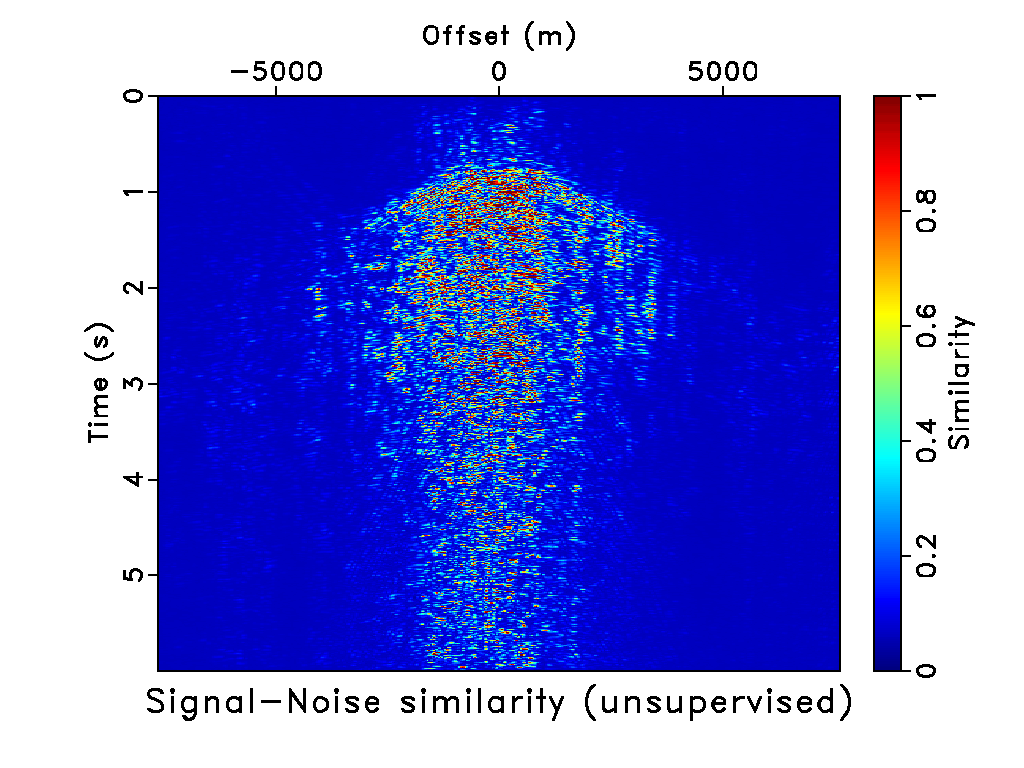 Offset (m)
−5000 0 5000
0
1
2
3
4
5
Time (s)
1
0.8
0.6
0.4
0.2
0
Similarity
Signal−Noise similarity (unsupervised)